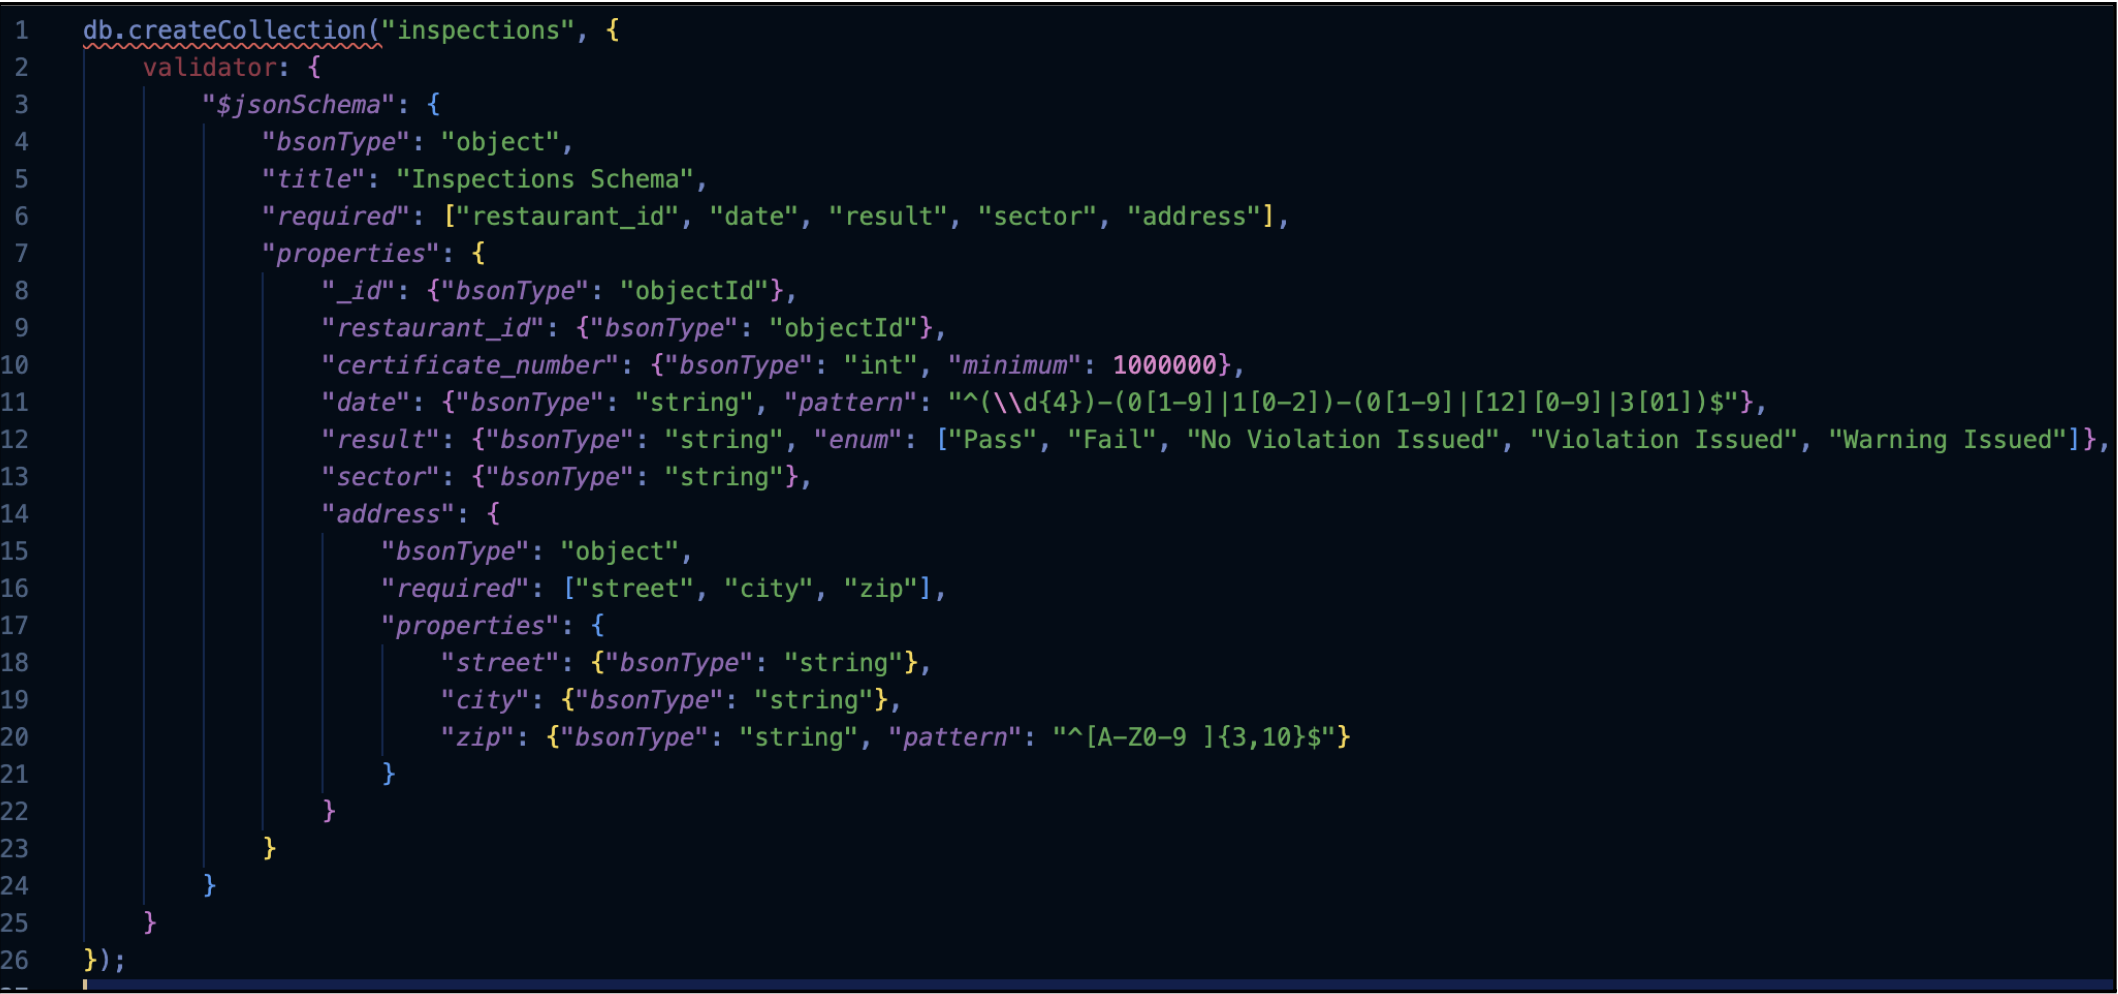 1 db.createCollection("inspections", {
2 validator: {
3 "$jsonSchema": {
4 "bsonType": "object",
5 "title": "Inspections Schema",
6 "required": ["restaurant_id", "date", "result", "sector", "address"],
7 "properties": {
8 "_id": {"bsonType": "objectId"},
9 "restaurant_id": {"bsonType": "objectId"},
10 "certificate_number": {"bsonType": "int", "minimum": 1000000},
11 "date": {"bsonType": "string", "pattern": "^(\\d{4})-(0[1-9]|1[0-2])-(0[1-9]|[12][0-9]|3[01])$"},
12 "result": {"bsonType": "string", "enum": ["Pass", "Fail", "No Violation Issued", "Violation Issued", "Warning Issued"]},
13 "sector": {"bsonType": "string"},
14 "address": {
15 "bsonType": "object",
16 "required": ["street", "city", "zip"],
17 "properties": {
18 "street": {"bsonType": "string"},
19 "city": {"bsonType": "string"},
20 "zip": {"bsonType": "string", "pattern": "^[A-Z0-9 ]{3,10}$"}
21 }
22 }
23 }
24 }
25 }
26 });